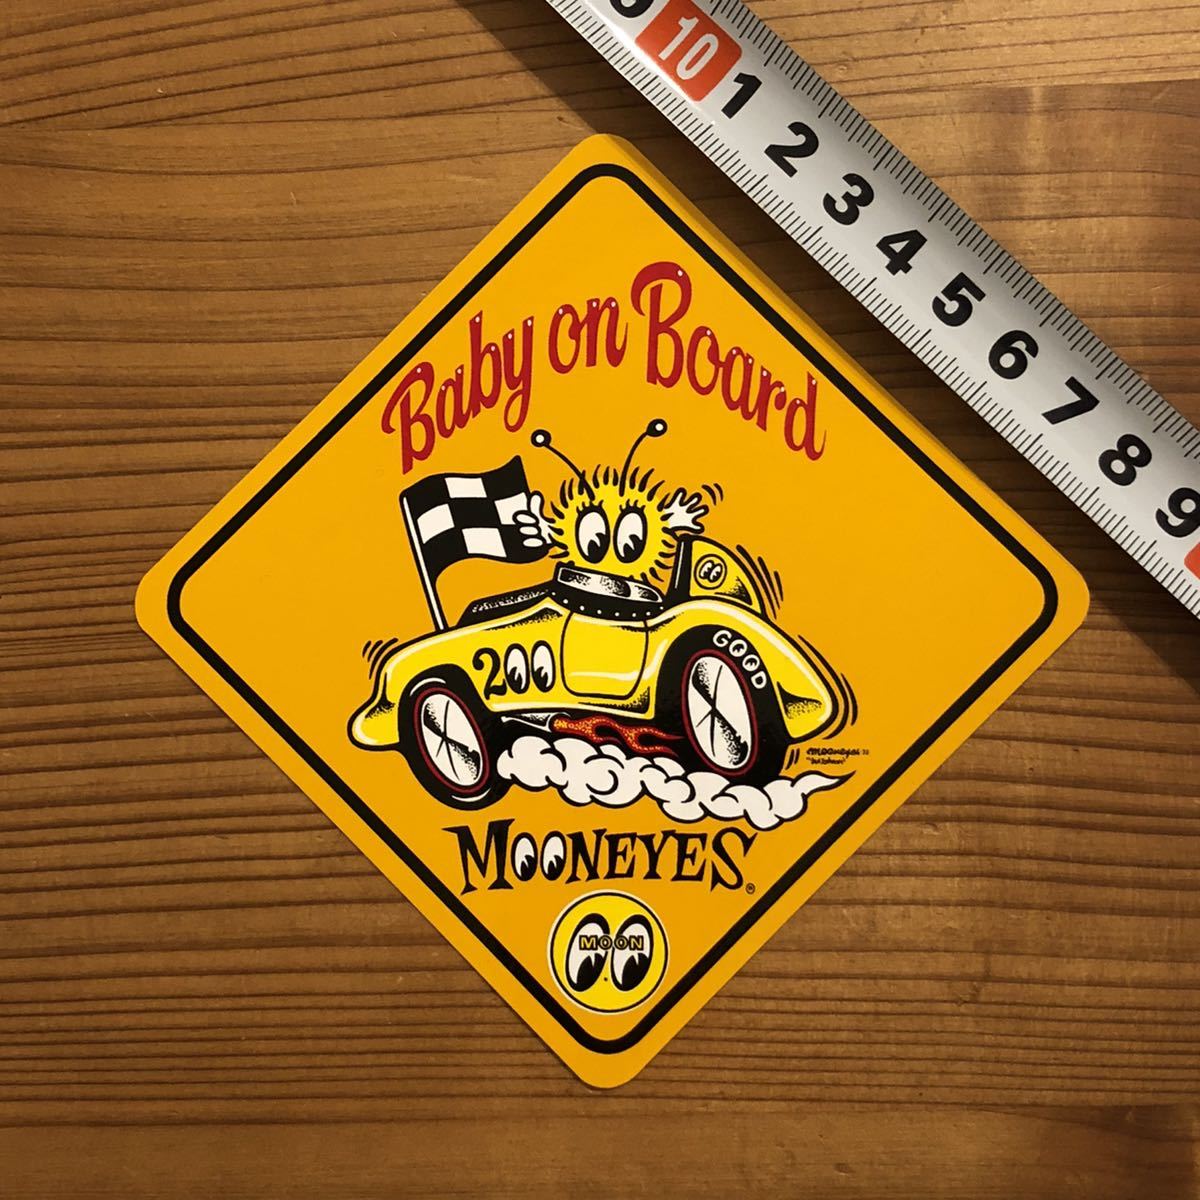 10 1 2 3 4 5 6 7 8 9
Baby on Board
200
GOOD
MOONEYES®
MOON